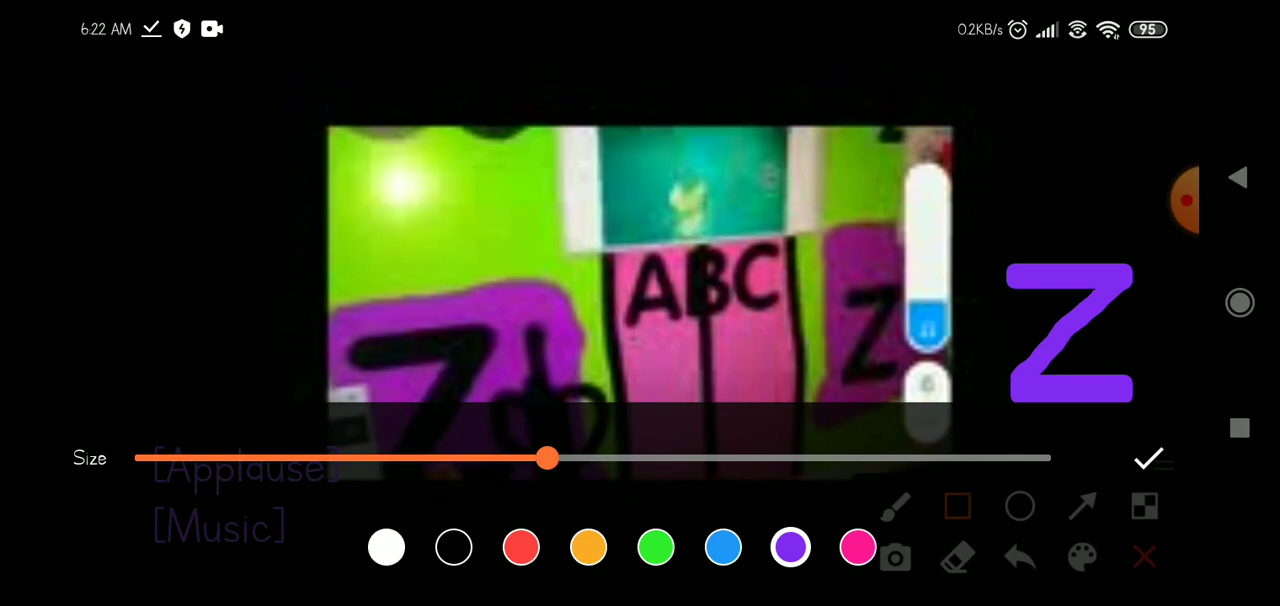 6:22 AM
0.2KB/s
95
Z
ABC
Z
Z
Size
[Applause]
[Music]